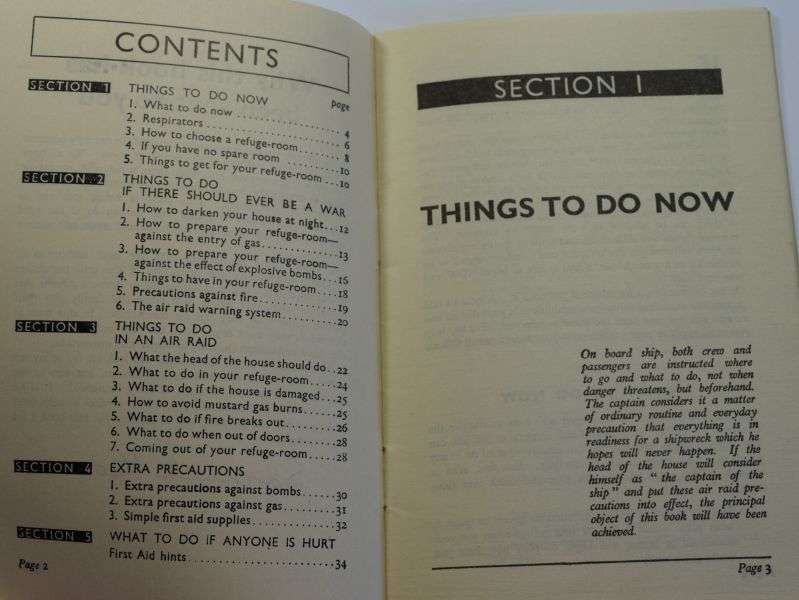 CONTENTS
SECTION 1 THINGS TO DO NOW page
1. What to do now .................... 4
2. Respirators .................... 6
3. How to choose a refuge-room ........ 8
4. If you have no spare room .......... 10
5. Things to get for your refuge-room ... 10
SECTION 2 THINGS TO DO
IF THERE SHOULD EVER BE A WAR
1. How to darken your house at night... 12
2. How to prepare your refuge-room—
against the entry of gas............ 13
3. How to prepare your refuge-room—
against the effect of explosive bombs... 16
4. Things to have in your refuge-room.... 18
5. Precautions against fire............ 19
6. The air raid warning system........ 20
SECTION 3 THINGS TO DO
IN AN AIR RAID
1. What the head of the house should do.. 22
2. What to do in your refuge-room..... 24
3. What to do if the house is damaged... 25
4. How to avoid mustard gas burns..... 25
5. What to do if fire breaks out....... 26
6. What to do when out of doors....... 28
7. Coming out of your refuge-room..... 28
SECTION 4 EXTRA PRECAUTIONS
1. Extra precautions against bombs...... 30
2. Extra precautions against gas........ 31
3. Simple first aid supplies............ 32
SECTION 5 WHAT TO DO IF ANYONE IS HURT
First Aid hints.................... 34
Page 2
SECTION 1
THINGS TO DO NOW
On board ship, both crew and
passengers are instructed where
to go and what to do, not when
danger threatens, but beforehand.
The captain considers it a matter
of ordinary routine and everyday
precaution that everything is in
readiness for a shipwreck which he
hopes will never happen. If the
head of the house will consider
himself as "the captain of the
ship" and put these air raid pre-
cautions into effect, the principal
object of this book will have been
achieved.
Page 3